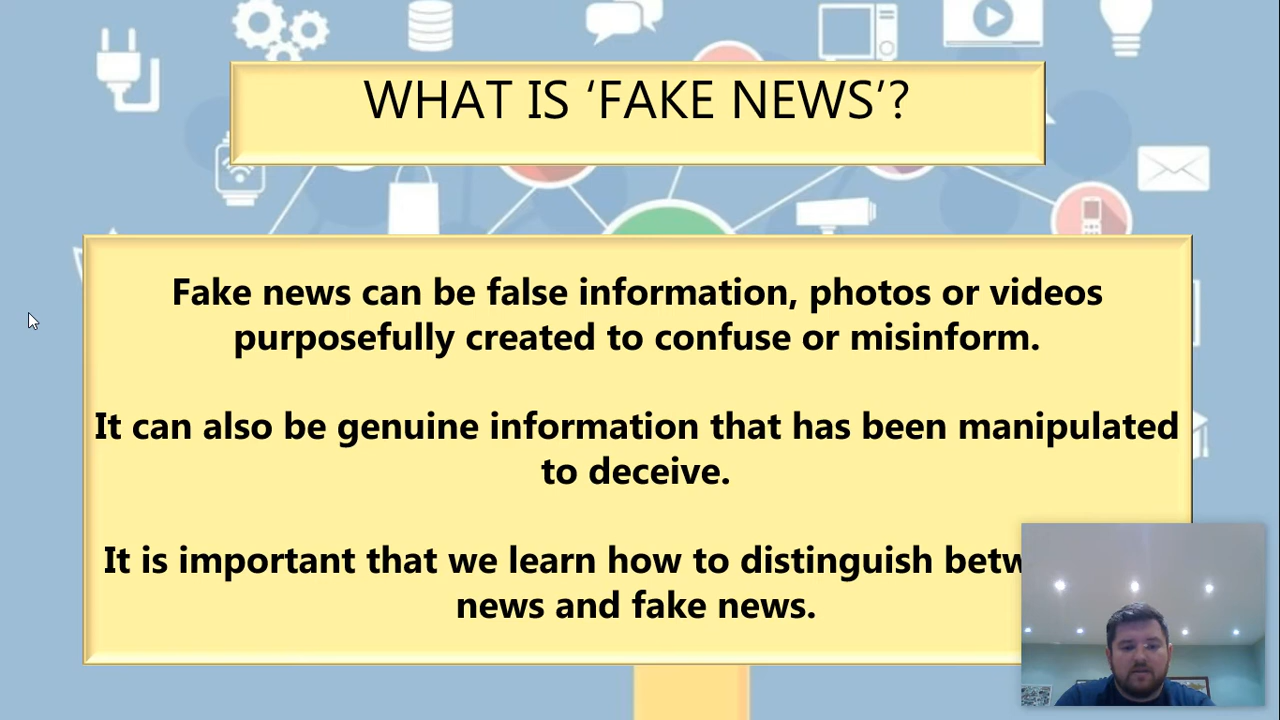 WHAT IS ‘FAKE NEWS’?
Fake news can be false information, photos or videos
purposefully created to confuse or misinform.
It can also be genuine information that has been manipulated
to deceive.
It is important that we learn how to distinguish
news and fake news.